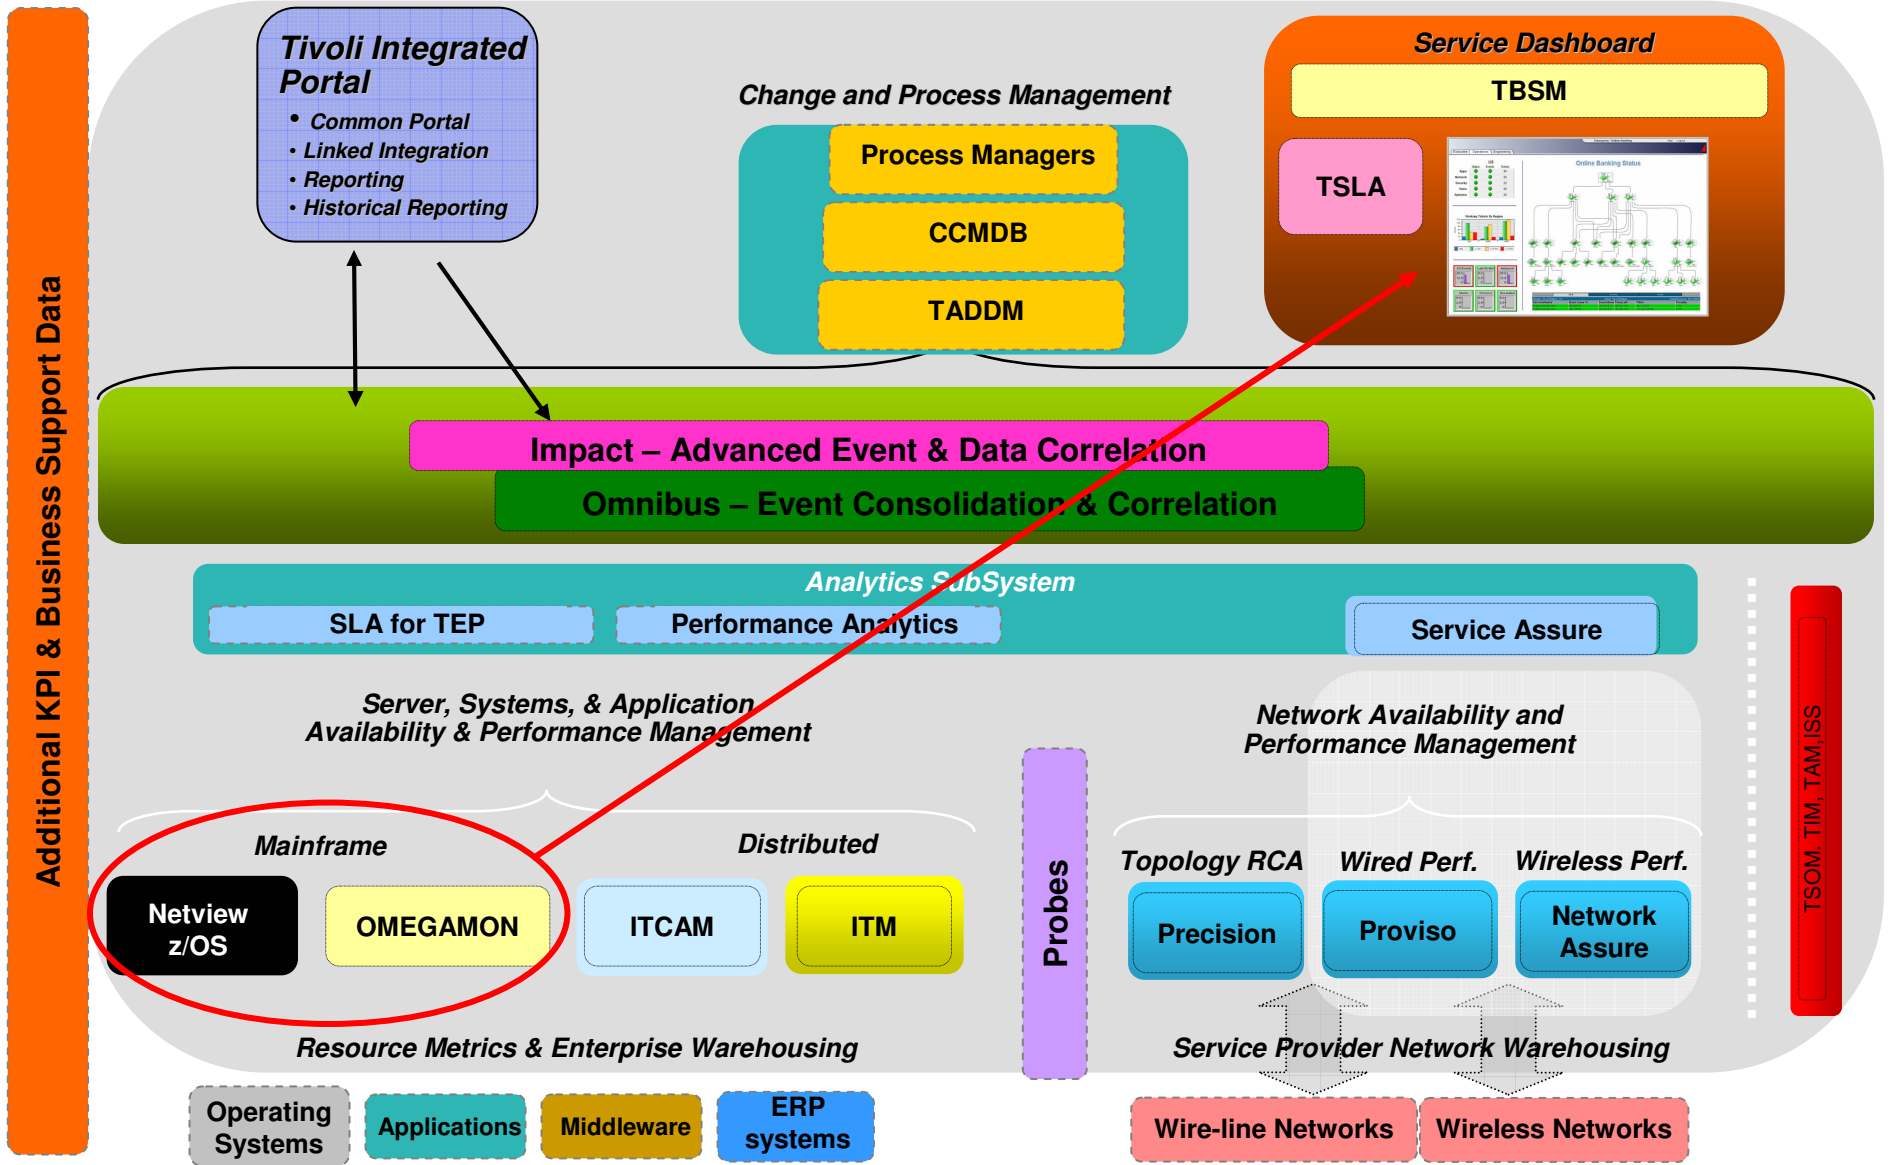 Additional KPI & Business Support Data
Tivoli Integrated
Portal
• Common Portal
• Linked Integration
• Reporting
• Historical Reporting
Change and Process Management
Process Managers
CCMDB
TADDM
Service Dashboard
TBSM
TSLA
Online Banking Status
Impact – Advanced Event & Data Correlation
Omnibus – Event Consolidation & Correlation
Analytics SubSystem
SLA for TEP
Performance Analytics
Service Assure
Server, Systems, & Application
Availability & Performance Management
Network Availability and
Performance Management
Mainframe
Distributed
Netview
z/OS
OMEGAMON
ITCAM
ITM
Probes
Topology RCA
Wired Perf.
Wireless Perf.
Precision
Proviso
Network
Assure
TSOM. TIM, TAM,ISS
Resource Metrics & Enterprise Warehousing
Service Provider Network Warehousing
Operating
Systems
Applications
Middleware
ERP
systems
Wire-line Networks
Wireless Networks